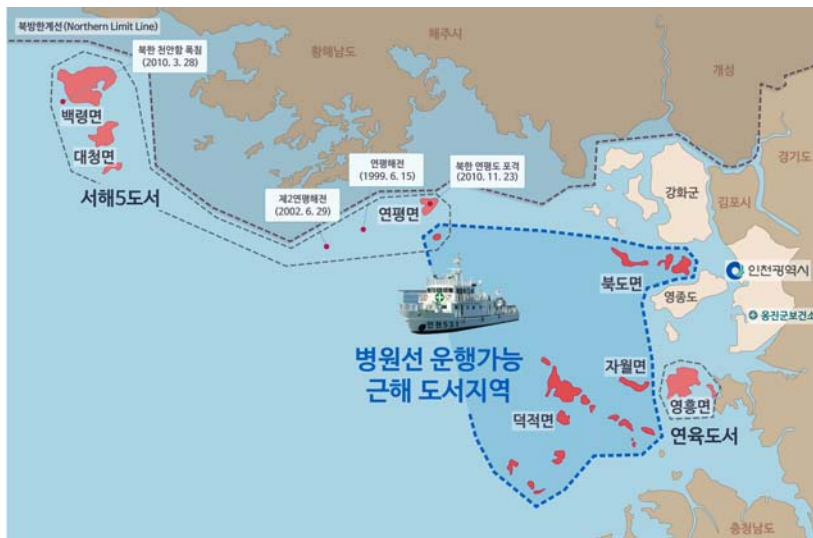 북방한계선(Northern Limit Line)
북한 천안함 폭침
(2010. 3. 28)
황해남도
해주시
개성
경기도
백령면
대청면
서해5도서
연평해전
(1999. 6. 15)
북한 연평도 포격
(2010. 11. 23)
제2연평해전
(2002. 6. 29)
연평면
강화군
김포시
북도면
인천광역시
영종도
옹진군보건소
인천531
병원선 운행가능
근해 도서지역
자월면
덕적면
영흥면
연육도서
충청남도